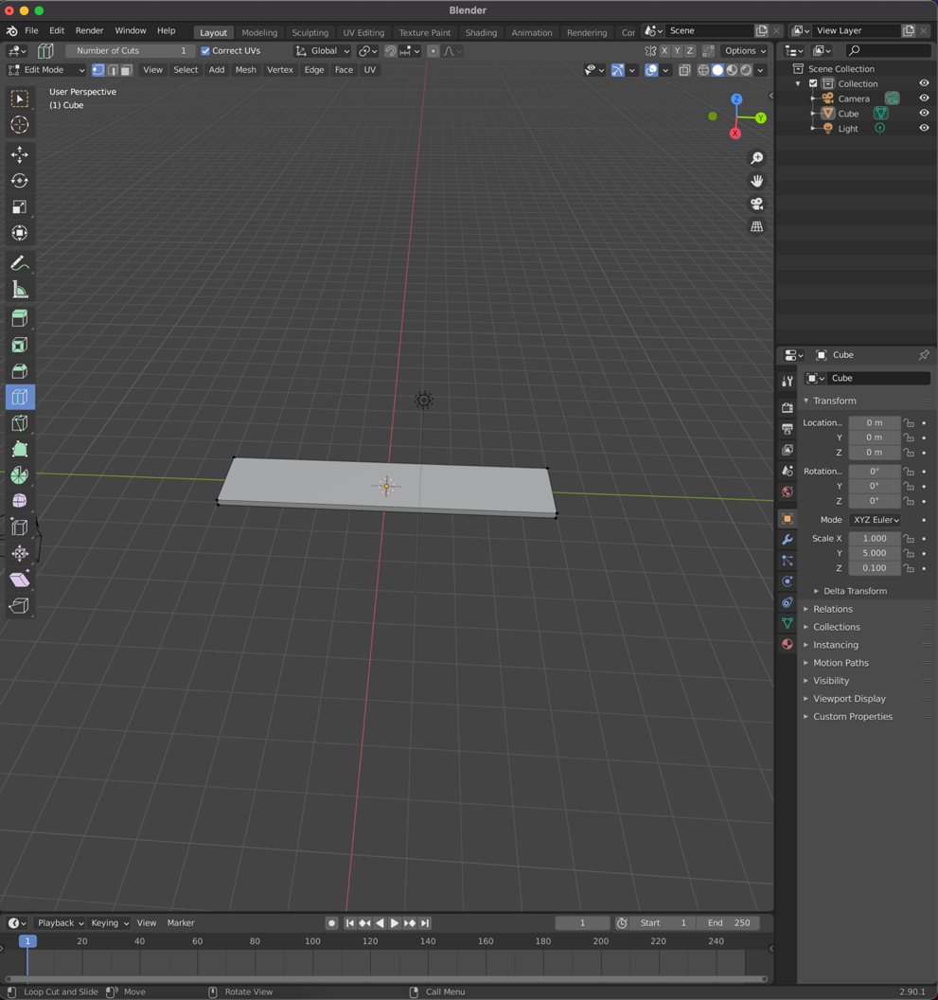 Blender
File Edit Render Window Help Layout Modeling Sculpting UV Editing Texture Paint Shading Animation Rendering Cor Scene View Layer
Number of Cuts 1 Correct UVs Global X Y Z Options
Edit Mode View Select Add Mesh Vertex Edge Face UV
User Perspective
(1) Cube
Z
Y
X
Scene Collection
Collection
Camera
Cube
Light
Cube
Cube
Transform
Location... 0 m
Y 0 m
Z 0 m
Rotation... 0°
Y 0°
Z 0°
Mode XYZ Euler
Scale X 1.000
Y 5.000
Z 0.100
Delta Transform
Relations
Collections
Instancing
Motion Paths
Visibility
Viewport Display
Custom Properties
Playback Keying View Marker 1 Start 1 End 250
1 20 40 60 80 100 120 140 160 180 200 220 240
Loop Cut and Slide Move Rotate View Call Menu 2.90.1